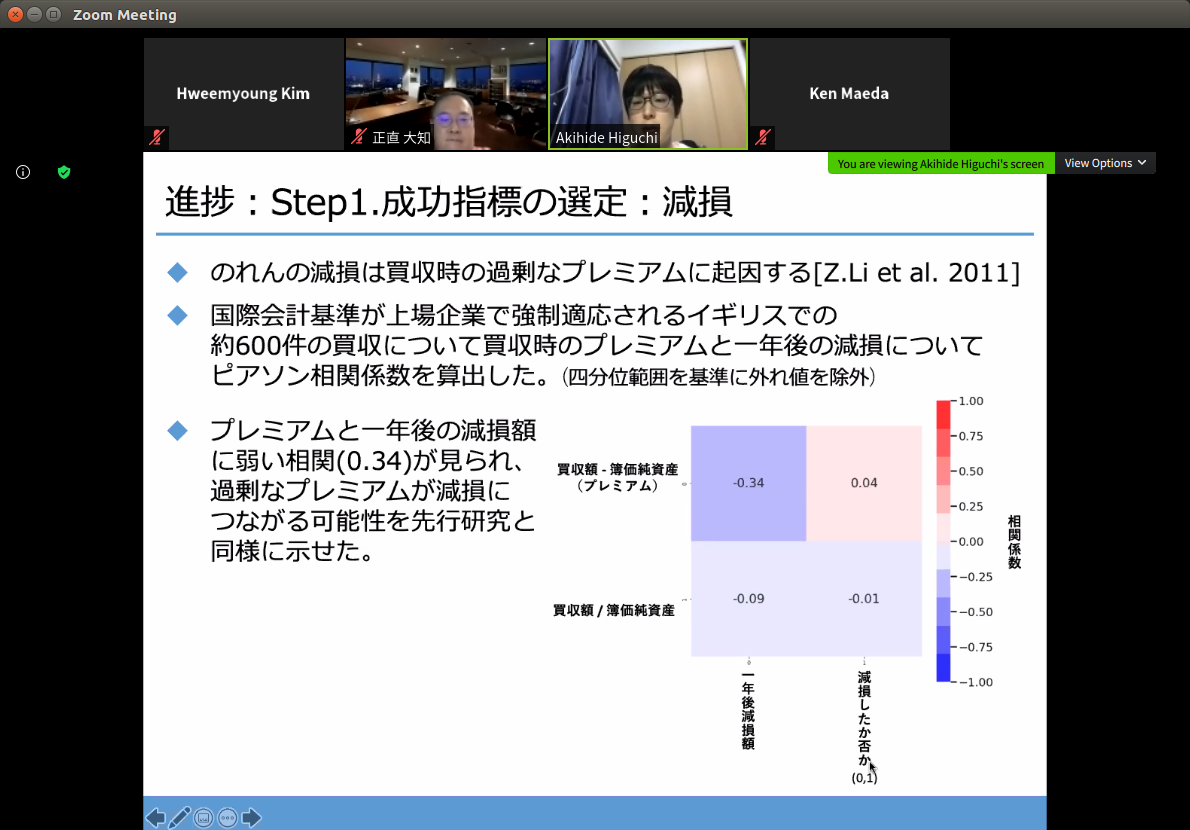 Zoom Meeting
Hweemyoung Kim
正直 大知
Akihide Higuchi
Ken Maeda
You are viewing Akihide Higuchi's screen
View Options
進捗：Step1.成功指標の選定：減損
のれんの減損は買収時の過剰なプレミアムに起因する[Z.Li et al. 2011]
国際会計基準が上場企業で強制適応されるイギリスでの
約600件の買収について買収時のプレミアムと一年後の減損について
ピアソン相関係数を算出した。（四分位範囲を基準に外れ値を除外）
プレミアムと一年後の減損額
に弱い相関(0.34)が見られ、
過剰なプレミアムが減損に
つながる可能性を先行研究と
同様に示せた。
買収額 - 簿価純資産
（プレミアム）
買収額 / 簿価純資産
-0.34
0.04
-0.09
-0.01
0
1
一年後減損額
減損したか否か
(0,1)
1.00
0.75
0.50
0.25
0.00
−0.25
−0.50
−0.75
−1.00
相関係数